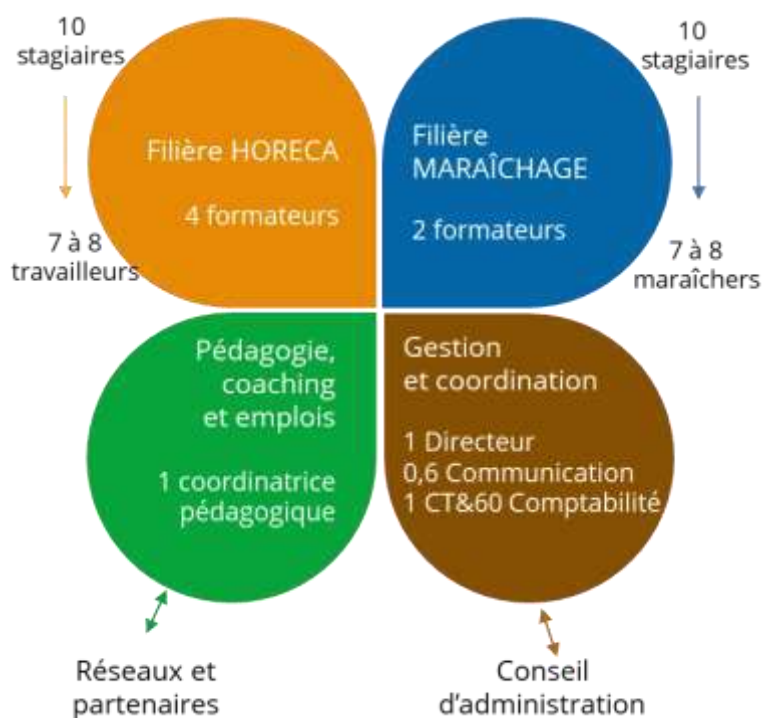 10
stagiaires
7 à 8
travailleurs
Filière HORECA
4 formateurs
Filière
MARAÎCHAGE
2 formateurs
10
stagiaires
7 à 8
maraîchers
Pédagogie,
coaching
et emplois
1 coordinatrice
pédagogique
Gestion
et coordination
1 Directeur
0,6 Communication
1 CT&60 Comptabilité
Réseaux et
partenaires
Conseil
d'administration